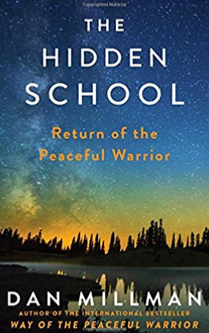 THE
HIDDEN
SCHOOL
Return of the
Peaceful Warrior
DAN MILLMAN
AUTHOR OF THE INTERNATIONAL BESTSELLER
WAY OF THE PEACEFUL WARRIOR